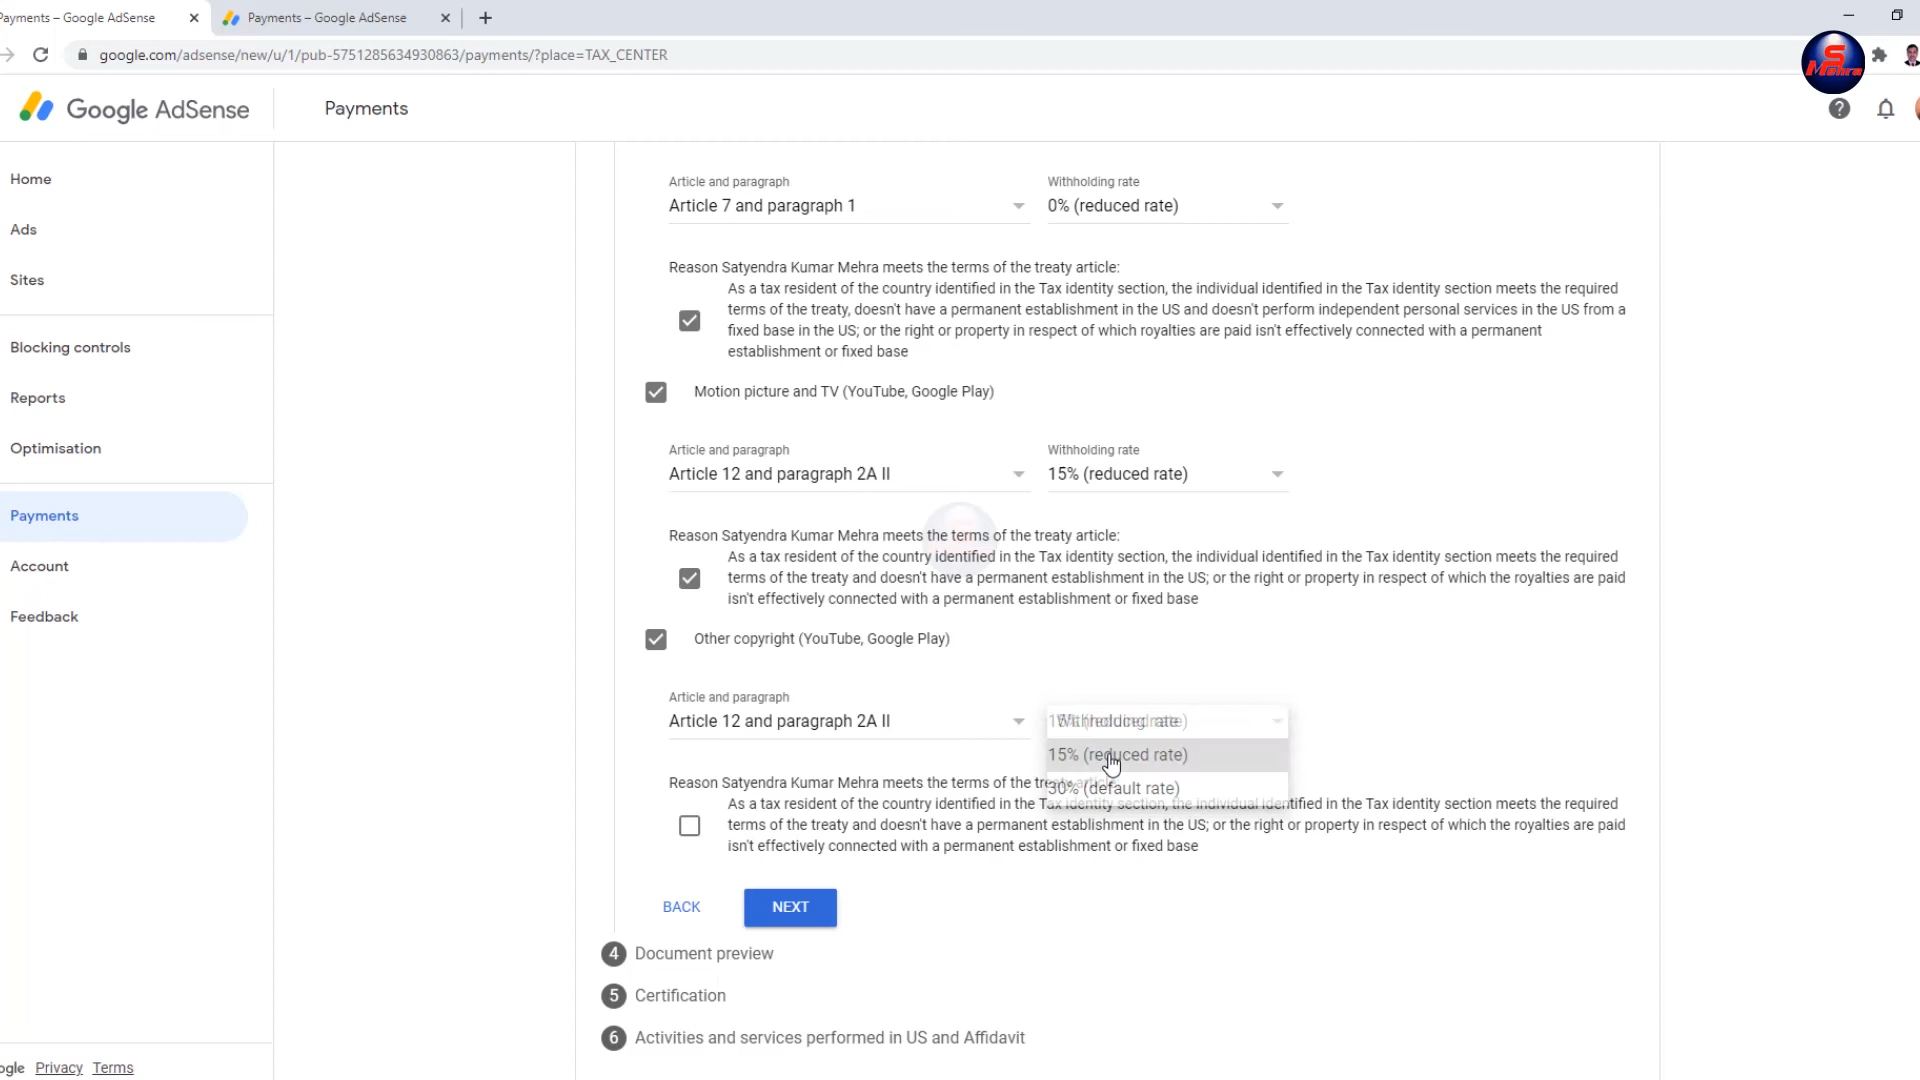 Payments – Google AdSense
Payments – Google AdSense
google.com/adsense/new/u/1/pub-5751285634930863/payments/?place=TAX_CENTER
S
Mehra
Google AdSense
Payments
Home
Ads
Sites
Blocking controls
Reports
Optimisation
Payments
Account
Feedback
Article and paragraph
Withholding rate
Article 7 and paragraph 1
0% (reduced rate)
Reason Satyendra Kumar Mehra meets the terms of the treaty article:
As a tax resident of the country identified in the Tax identity section, the individual identified in the Tax identity section meets the required
terms of the treaty, doesn't have a permanent establishment in the US and doesn't perform independent personal services in the US from a
fixed base in the US; or the right or property in respect of which royalties are paid isn't effectively connected with a permanent
establishment or fixed base
Motion picture and TV (YouTube, Google Play)
Article and paragraph
Withholding rate
Article 12 and paragraph 2A II
15% (reduced rate)
Reason Satyendra Kumar Mehra meets the terms of the treaty article:
As a tax resident of the country identified in the Tax identity section, the individual identified in the Tax identity section meets the required
terms of the treaty and doesn't have a permanent establishment in the US; or the right or property in respect of which the royalties are paid
isn't effectively connected with a permanent establishment or fixed base
Other copyright (YouTube, Google Play)
Article and paragraph
Article 12 and paragraph 2A II
Withholding rate
15% (reduced rate)
30% (default rate)
Reason Satyendra Kumar Mehra meets the terms of the treaty article:
As a tax resident of the country identified in the Tax identity section, the individual identified in the Tax identity section meets the required
terms of the treaty and doesn't have a permanent establishment in the US; or the right or property in respect of which the royalties are paid
isn't effectively connected with a permanent establishment or fixed base
BACK
NEXT
4 Document preview
5 Certification
6 Activities and services performed in US and Affidavit
ogle Privacy Terms